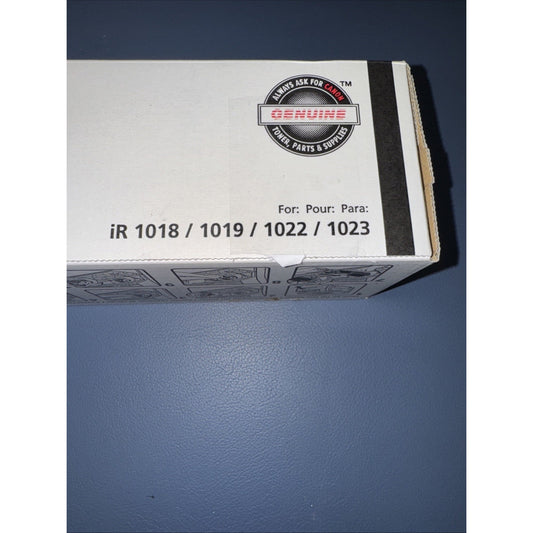 ALWAYS ASK FOR CANON
GENUINE
TONER, PARTS & SUPPLIES
TM
For: Pour: Para:
iR 1018 / 1019 / 1022 / 1023